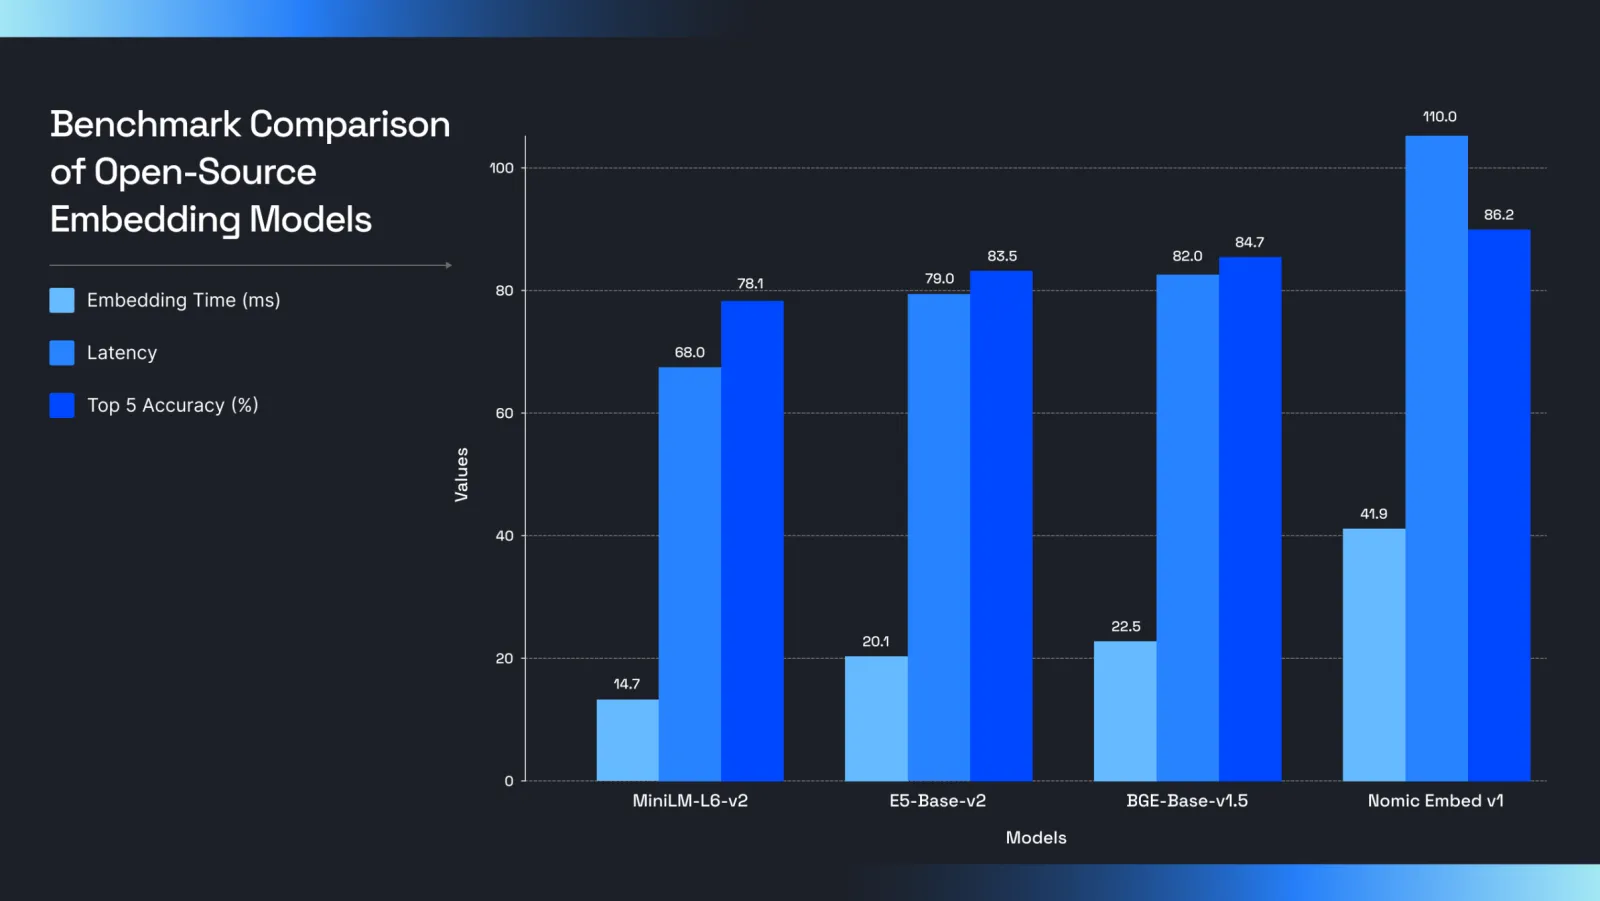 Benchmark Comparison
of Open-Source
Embedding Models
Embedding Time (ms)
Latency
Top 5 Accuracy (%)
Values
100
80
60
40
20
0
14.7
68.0
78.1
20.1
79.0
83.5
22.5
82.0
84.7
41.9
110.0
86.2
MiniLM-L6-v2
E5-Base-v2
BGE-Base-v1.5
Nomic Embed v1
Models